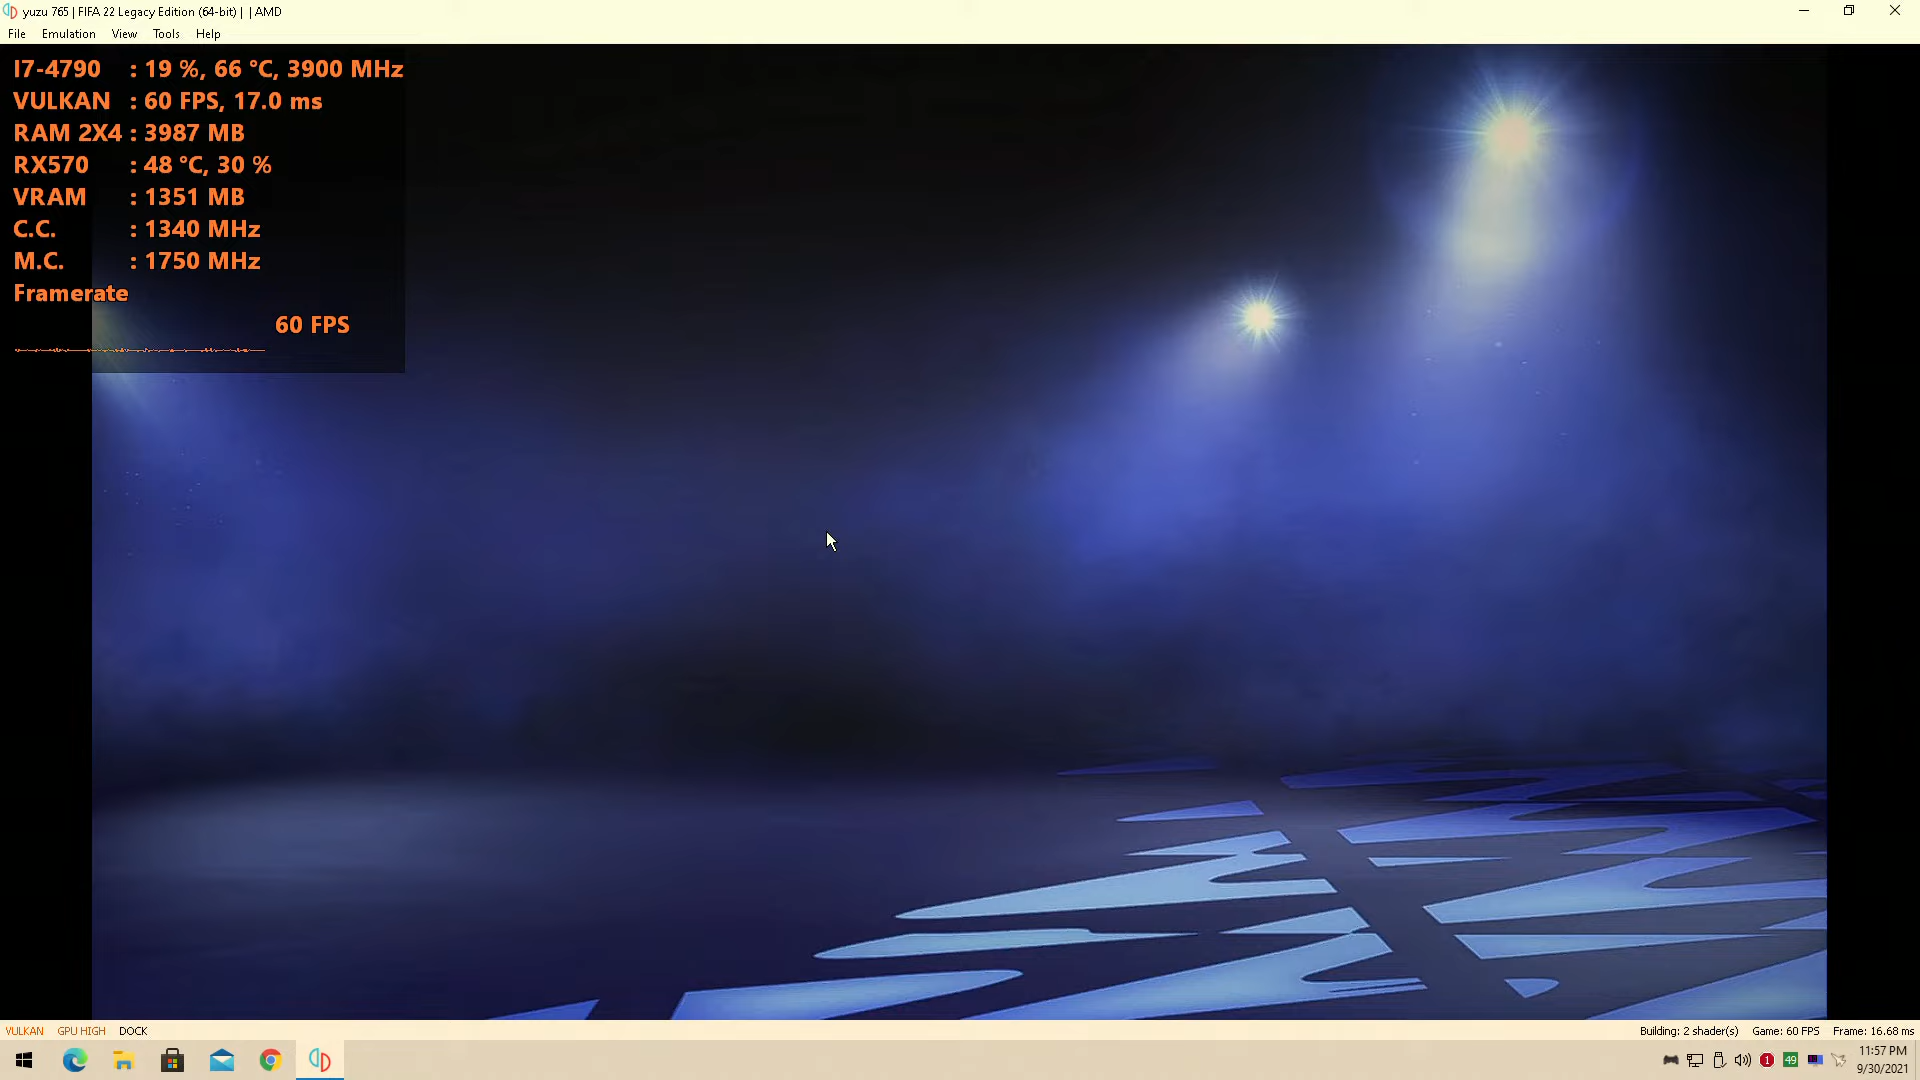 yuzu 765 | FIFA 22 Legacy Edition (64-bit) | | AMD
File Emulation View Tools Help
I7-4790 : 19 %, 66 °C, 3900 MHz
VULKAN : 60 FPS, 17.0 ms
RAM 2X4 : 3987 MB
RX570 : 48 °C, 30 %
VRAM : 1351 MB
C.C. : 1340 MHz
M.C. : 1750 MHz
Framerate
60 FPS
VULKAN GPU HIGH DOCK
Building: 2 shader(s) Game: 60 FPS Frame: 16.68 ms
1 49
11:57 PM
9/30/2021